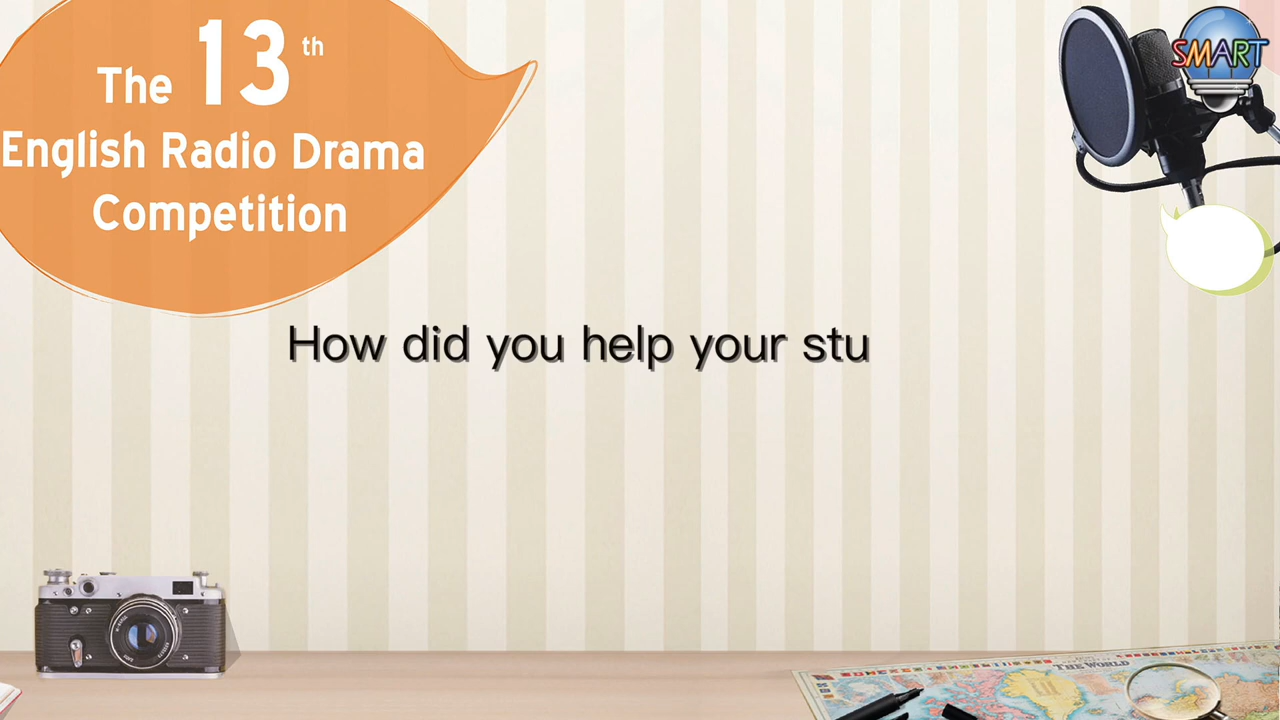 The 13th
English Radio Drama
Competition
SMART
How did you help your stu
THE WORLD